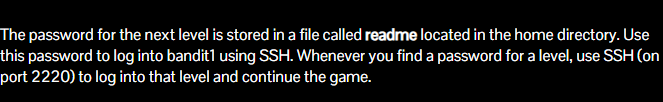 The password for the next level is stored in a file called readme located in the home directory. Use
this password to log into bandit1 using SSH. Whenever you find a password for a level, use SSH (on
port 2220) to log into that level and continue the game.